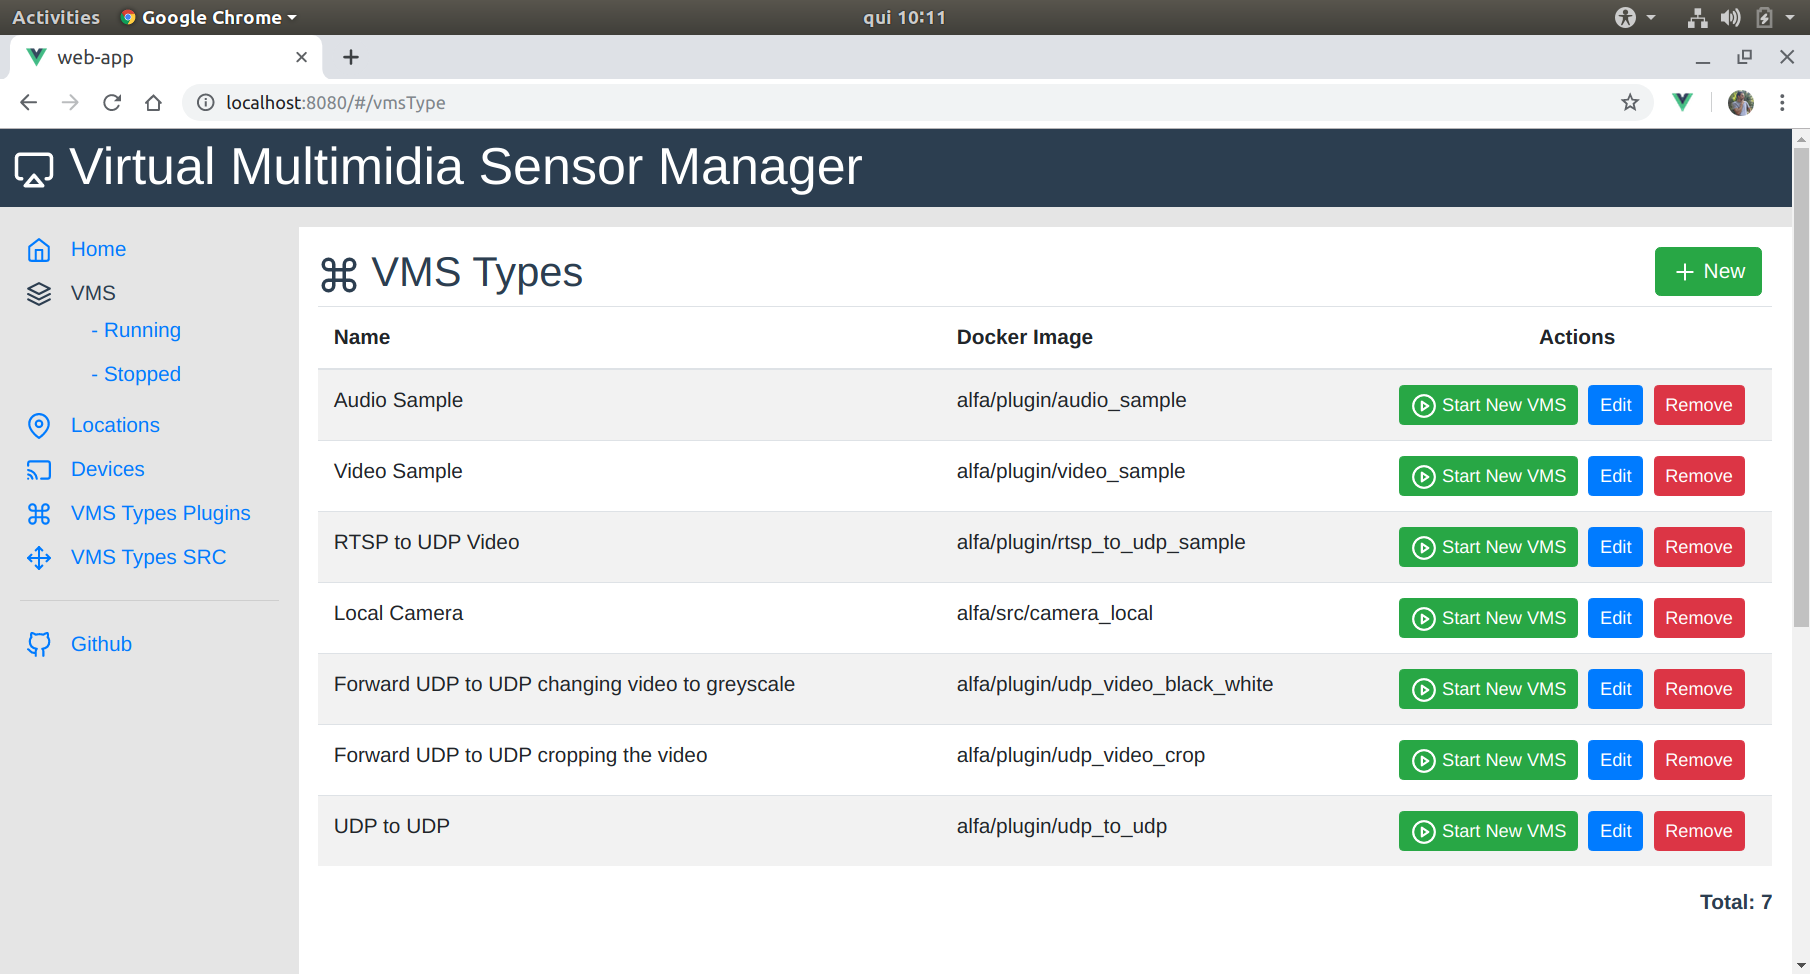 Activities Google Chrome qui 10:11
web-app
localhost:8080/#/vmsType
Virtual Multimidia Sensor Manager
Home
VMS
- Running
- Stopped
Locations
Devices
VMS Types Plugins
VMS Types SRC
Github
VMS Types New
Name Docker Image Actions
Audio Sample alfa/plugin/audio_sample Start New VMS Edit Remove
Video Sample alfa/plugin/video_sample Start New VMS Edit Remove
RTSP to UDP Video alfa/plugin/rtsp_to_udp_sample Start New VMS Edit Remove
Local Camera alfa/src/camera_local Start New VMS Edit Remove
Forward UDP to UDP changing video to greyscale alfa/plugin/udp_video_black_white Start New VMS Edit Remove
Forward UDP to UDP cropping the video alfa/plugin/udp_video_crop Start New VMS Edit Remove
UDP to UDP alfa/plugin/udp_to_udp Start New VMS Edit Remove
Total: 7